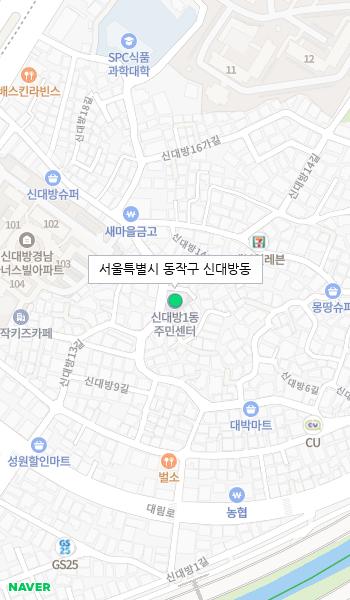 SPC식품
과학대학
11
12
배스킨라빈스
신대방18길
신대방16가길
신대방14길
신대방슈퍼
101
102
103
새마을금고
신대방경남
너스빌아파트
104
레븐
서울특별시 동작구 신대방동
몽땅슈퍼
작키즈카페
신대방1동
주민센터
신대방13길
신대방9길
신대방6길
대박마트
CU
성원할인마트
벌소
대림로
농협
GS25
GS25
신대방1길
NAVER